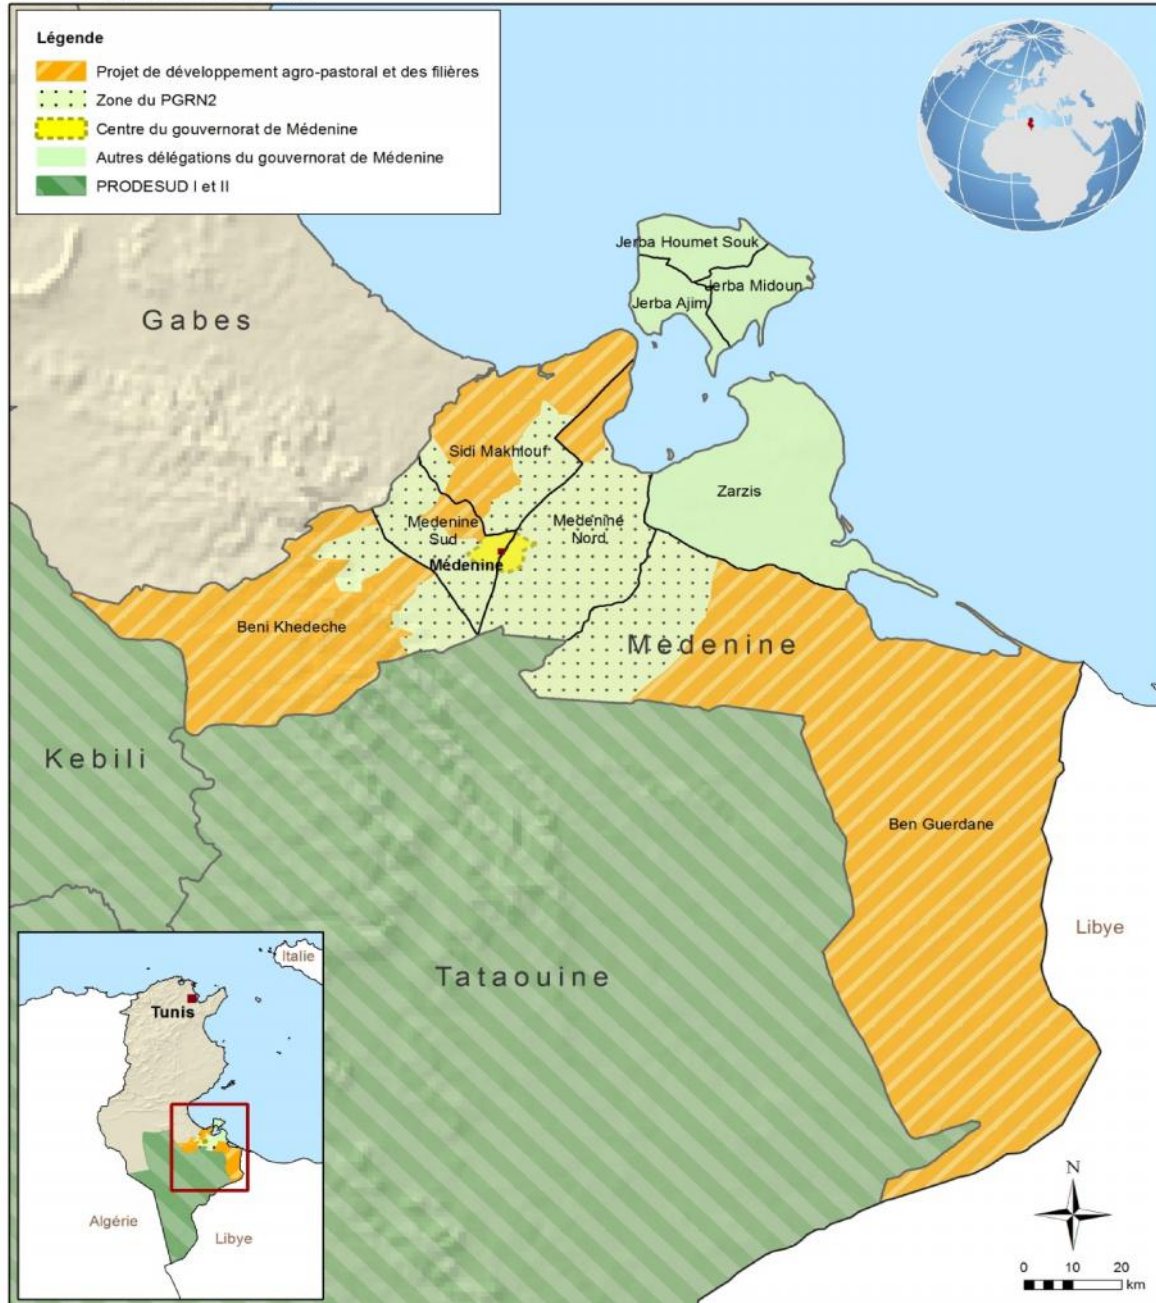 Légende
Projet de développement agro-pastoral et des filières
Zone du PGRN2
Centre du gouvernorat de Médenine
Autres délégations du gouvernorat de Médenine
PRODESUD I et II
Jerba Houmet Souk
Jerba Midoun
Jerba Ajim
Gabes
Sidi Makhlouf
Zarzis
Medenine
Sud
Medenine
Nord
Médenine
Beni Khedeche
Médenine
Kebili
Ben Guerdane
Libye
Tataouine
Italie
Tunis
Algérie
Libye
N
0 10 20
km